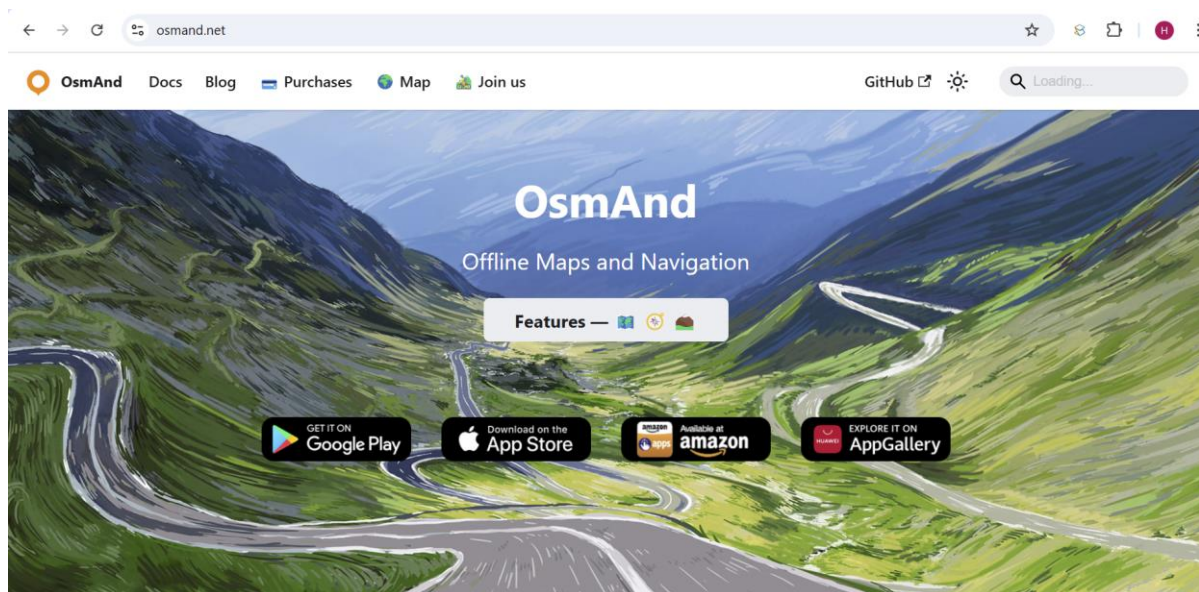 osmand.net
H
OsmAnd Docs Blog Purchases Map Join us GitHub Loading...
OsmAnd
Offline Maps and Navigation
Features —
GET IT ON
Google Play
Download on the
App Store
amazon
apps
Available at
amazon
HUAWEI
EXPLORE IT ON
AppGallery